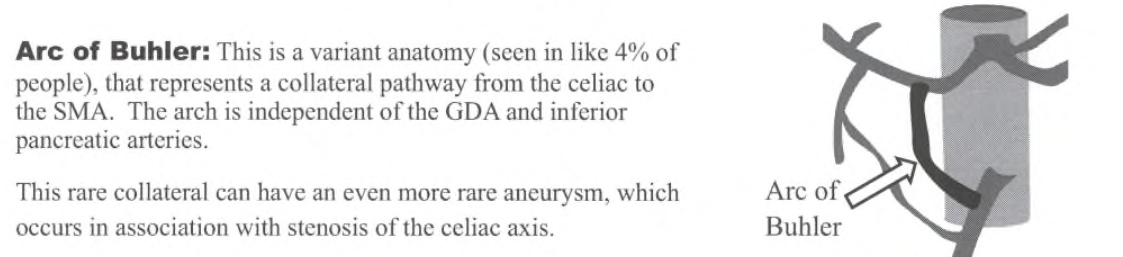 Arc of Buhler: This is a variant anatomy (seen in like 4% of
people), that represents a collateral pathway from the celiac to
the SMA. The arch is independent of the GDA and inferior
pancreatic arteries.
This rare collateral can have an even more rare aneurysm, which
occurs in association with stenosis of the celiac axis.
Arc of
Buhler